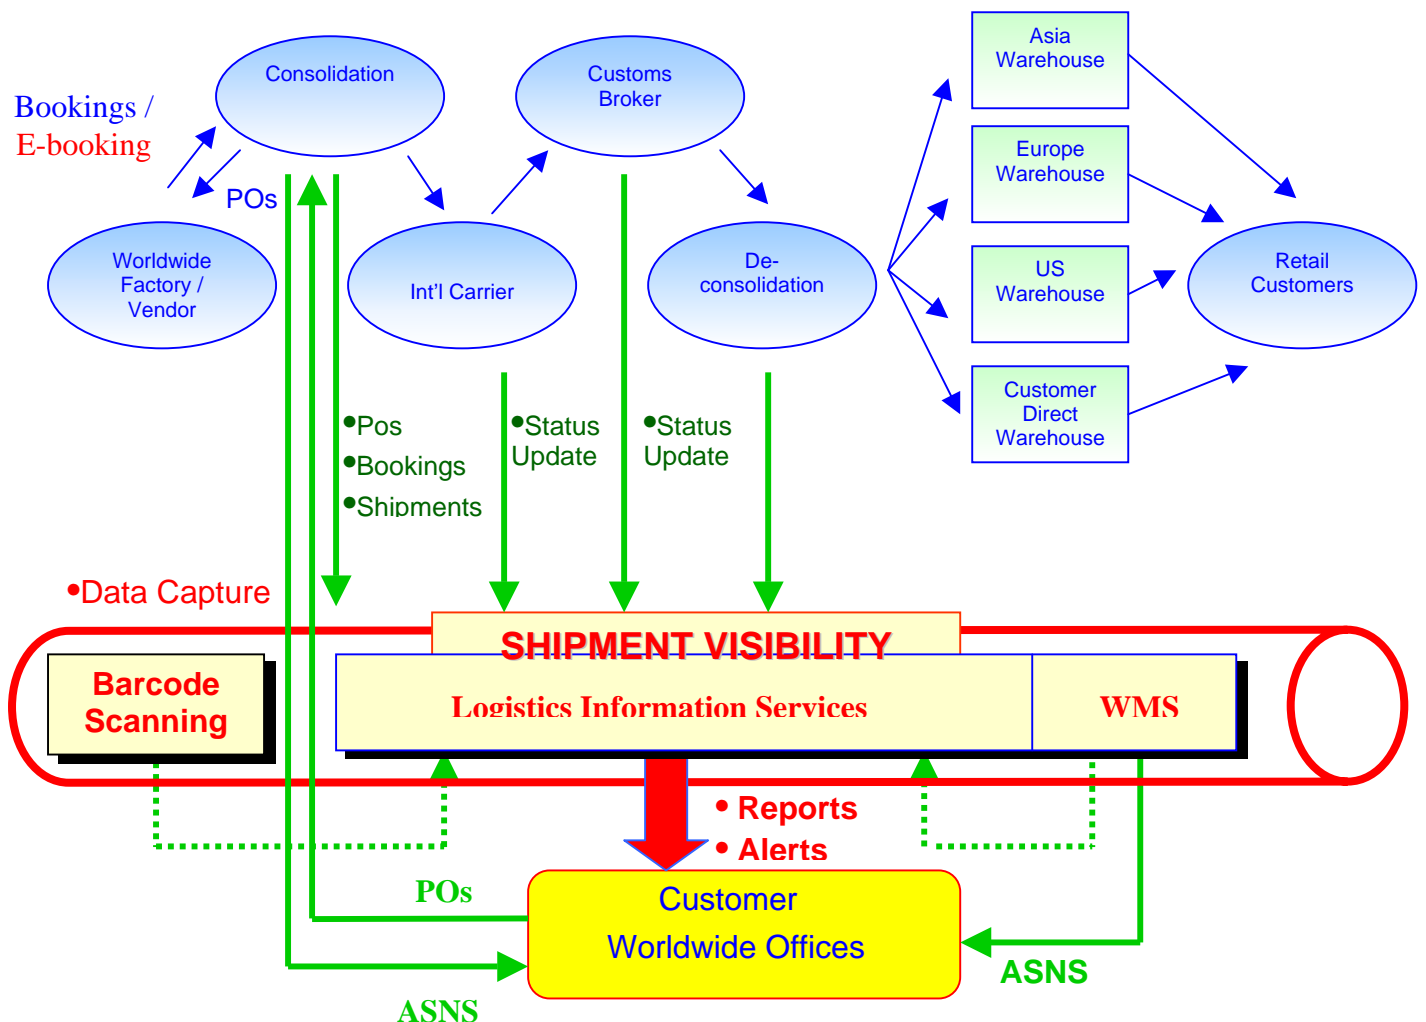 Asia
Warehouse
Consolidation
Customs
Broker
Bookings /
E-booking
Europe
Warehouse
POs
Worldwide
Factory /
Vendor
Int'l Carrier
De-
consolidation
US
Warehouse
Retail
Customers
Customer
Direct
Warehouse
•Pos
•Bookings
•Shipments
•Status
Update
•Status
Update
•Data Capture
SHIPMENT VISIBILITY
Barcode
Scanning
Logistics Information Services
WMS
• Reports
• Alerts
POs
Customer
Worldwide Offices
ASNS
ASNS